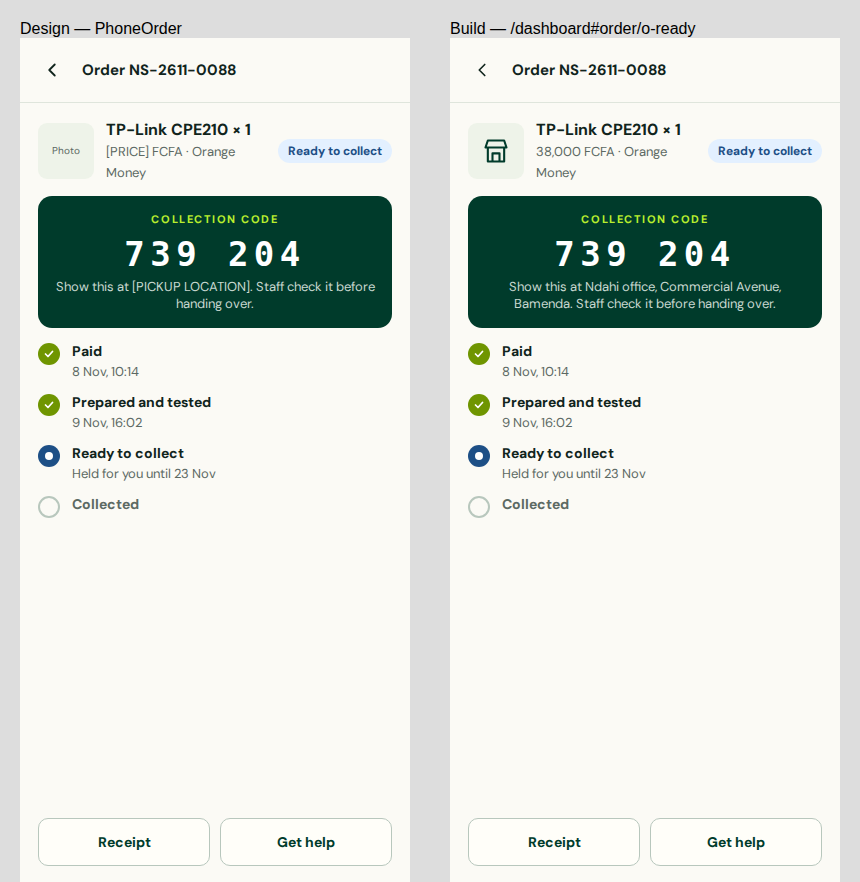 Design — PhoneOrder
Order NS-2611-0088
Photo
TP-Link CPE210 × 1
[PRICE] FCFA · Orange
Money
Ready to collect
COLLECTION CODE
739 204
Show this at [PICKUP LOCATION]. Staff check it before
handing over.
Paid
8 Nov, 10:14
Prepared and tested
9 Nov, 16:02
Ready to collect
Held for you until 23 Nov
Collected
Receipt
Get help
Build — /dashboard#order/o-ready
Order NS-2611-0088
TP-Link CPE210 × 1
38,000 FCFA · Orange
Money
Ready to collect
COLLECTION CODE
739 204
Show this at Ndahi office, Commercial Avenue,
Bamenda. Staff check it before handing over.
Paid
8 Nov, 10:14
Prepared and tested
9 Nov, 16:02
Ready to collect
Held for you until 23 Nov
Collected
Receipt
Get help